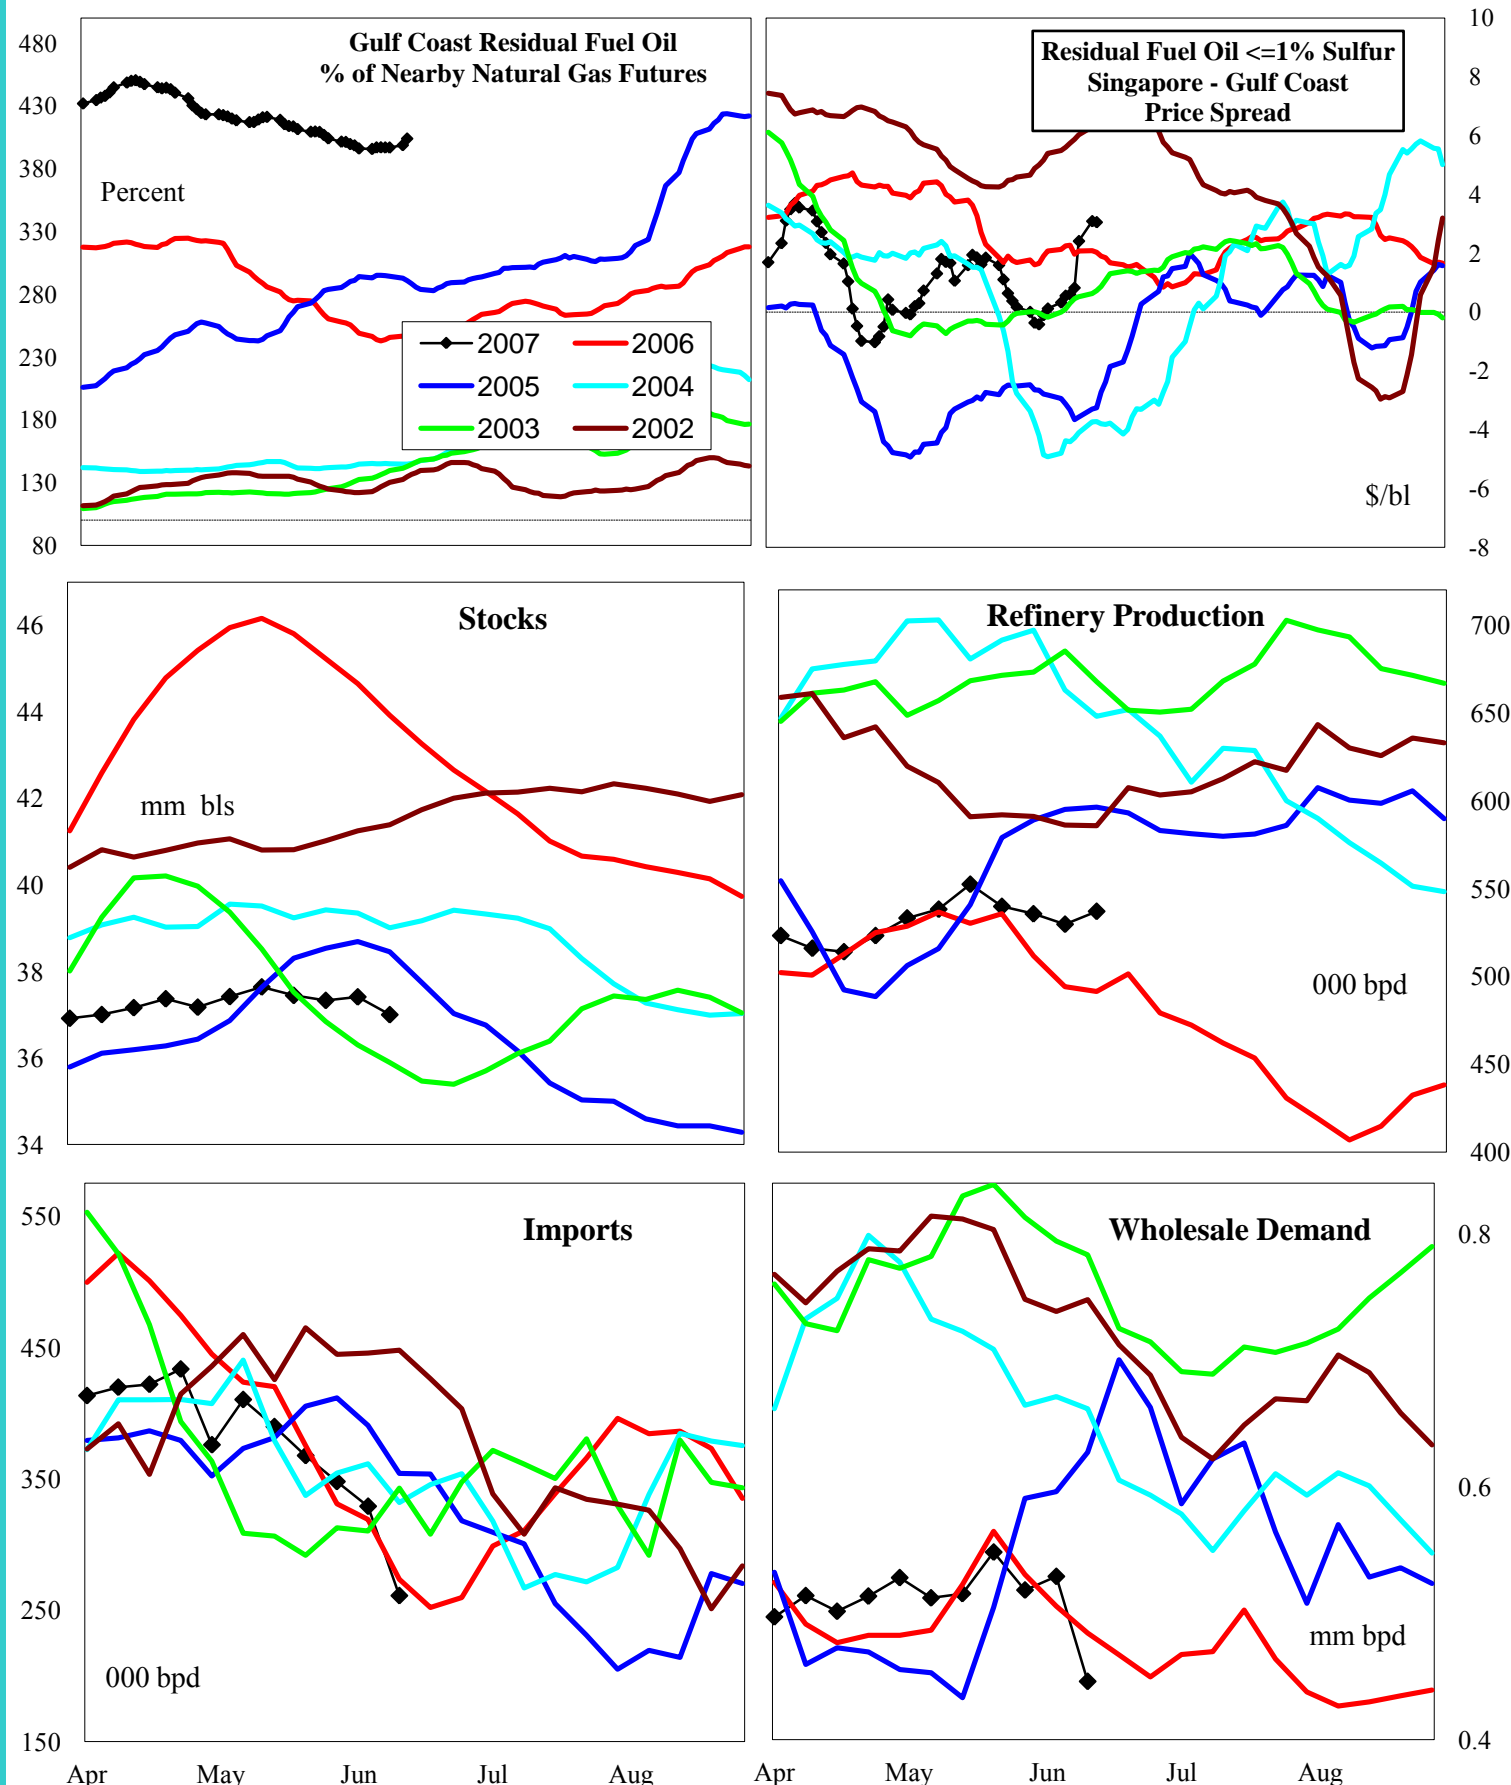 Gulf Coast Residual Fuel Oil
% of Nearby Natural Gas Futures
Percent
480
430
380
330
280
230
180
130
80
2007
2006
2005
2004
2003
2002
Residual Fuel Oil <=1% Sulfur
Singapore - Gulf Coast
Price Spread
$/bl
10
8
6
4
2
0
-2
-4
-6
-8
Stocks
mm bls
46
44
42
40
38
36
34
Refinery Production
000 bpd
700
650
600
550
500
450
400
Imports
000 bpd
550
450
350
250
150
Apr May Jun Jul Aug
Wholesale Demand
mm bpd
0.8
0.6
0.4
Apr May Jun Jul Aug